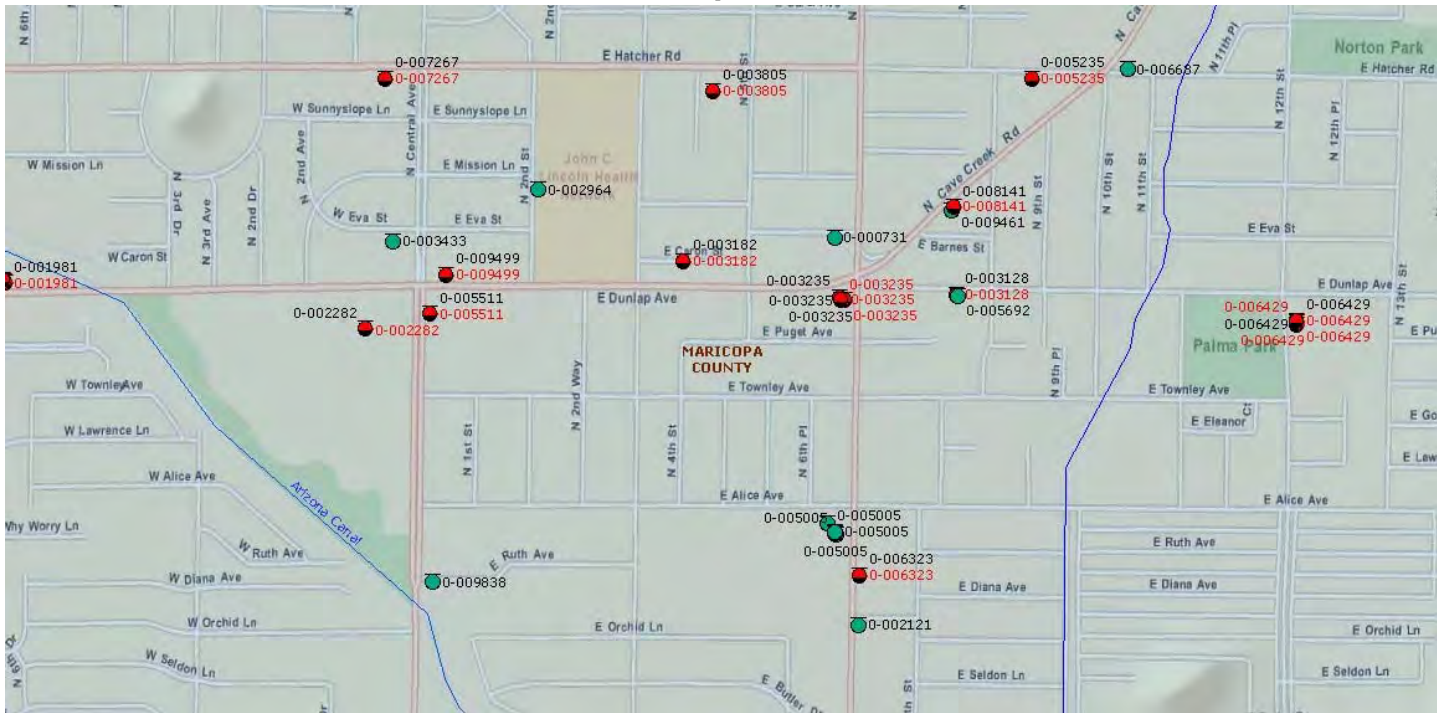 N 6th
N 2nd
N
N Ca
N 11th Pl
Norton Park
E Hatcher Rd
E Hatcher Rd
0-007267
0-007267
0-003805
0-003805
0-005235
0-005235
0-006687
N 12th St
N 12th Pl
W Sunnyslope Ln
E Sunnyslope Ln
N Central Ave
N 2nd Ave
W Mission Ln
E Mission Ln
N 2nd St
John C
Lincoln Health
Network
0-002964
N Cave Creek Rd
0-008141
0-008141
0-009461
N 9th St
N 10th St
N 11th St
N 3rd Dr
N 3rd Ave
N 2nd Dr
W Eva St
E Eva St
E Eva St
0-003433
0-000731
E Barnes St
W Caron St
E Caron St
0-003182
0-003182
0-009499
0-009499
0-001981
0-001981
0-003235
0-003235
0-003235
0-003235
0-003235
0-003128
0-003128
0-005692
E Dunlap Ave
E Dunlap Ave
N 13th St
0-005511
0-005511
0-002282
0-002282
0-003235
E Puget Ave
E Pu
0-006429
0-006429
0-006429
0-006429
0-006429
0-006429
Palma Park
MARICOPA
COUNTY
N 2nd Way
N 9th Pl
W Townley Ave
E Townley Ave
E Townley Ave
E Eleanor Ct
E Go
W Lawrence Ln
N 1st St
N 4th St
N 6th Pl
E Law
W Alice Ave
E Alice Ave
E Alice Ave
Arizona Canal
Why Worry Ln
0-005005
0-005005
0-005005
0-005005
W Ruth Ave
E Ruth Ave
E Ruth Ave
0-006323
0-006323
W Diana Ave
0-009838
E Diana Ave
E Diana Ave
W Orchid Ln
E Orchid Ln
0-002121
E Orchid Ln
W Seldon Ln
E Seldon Ln
E Seldon Ln
E Butler Dr